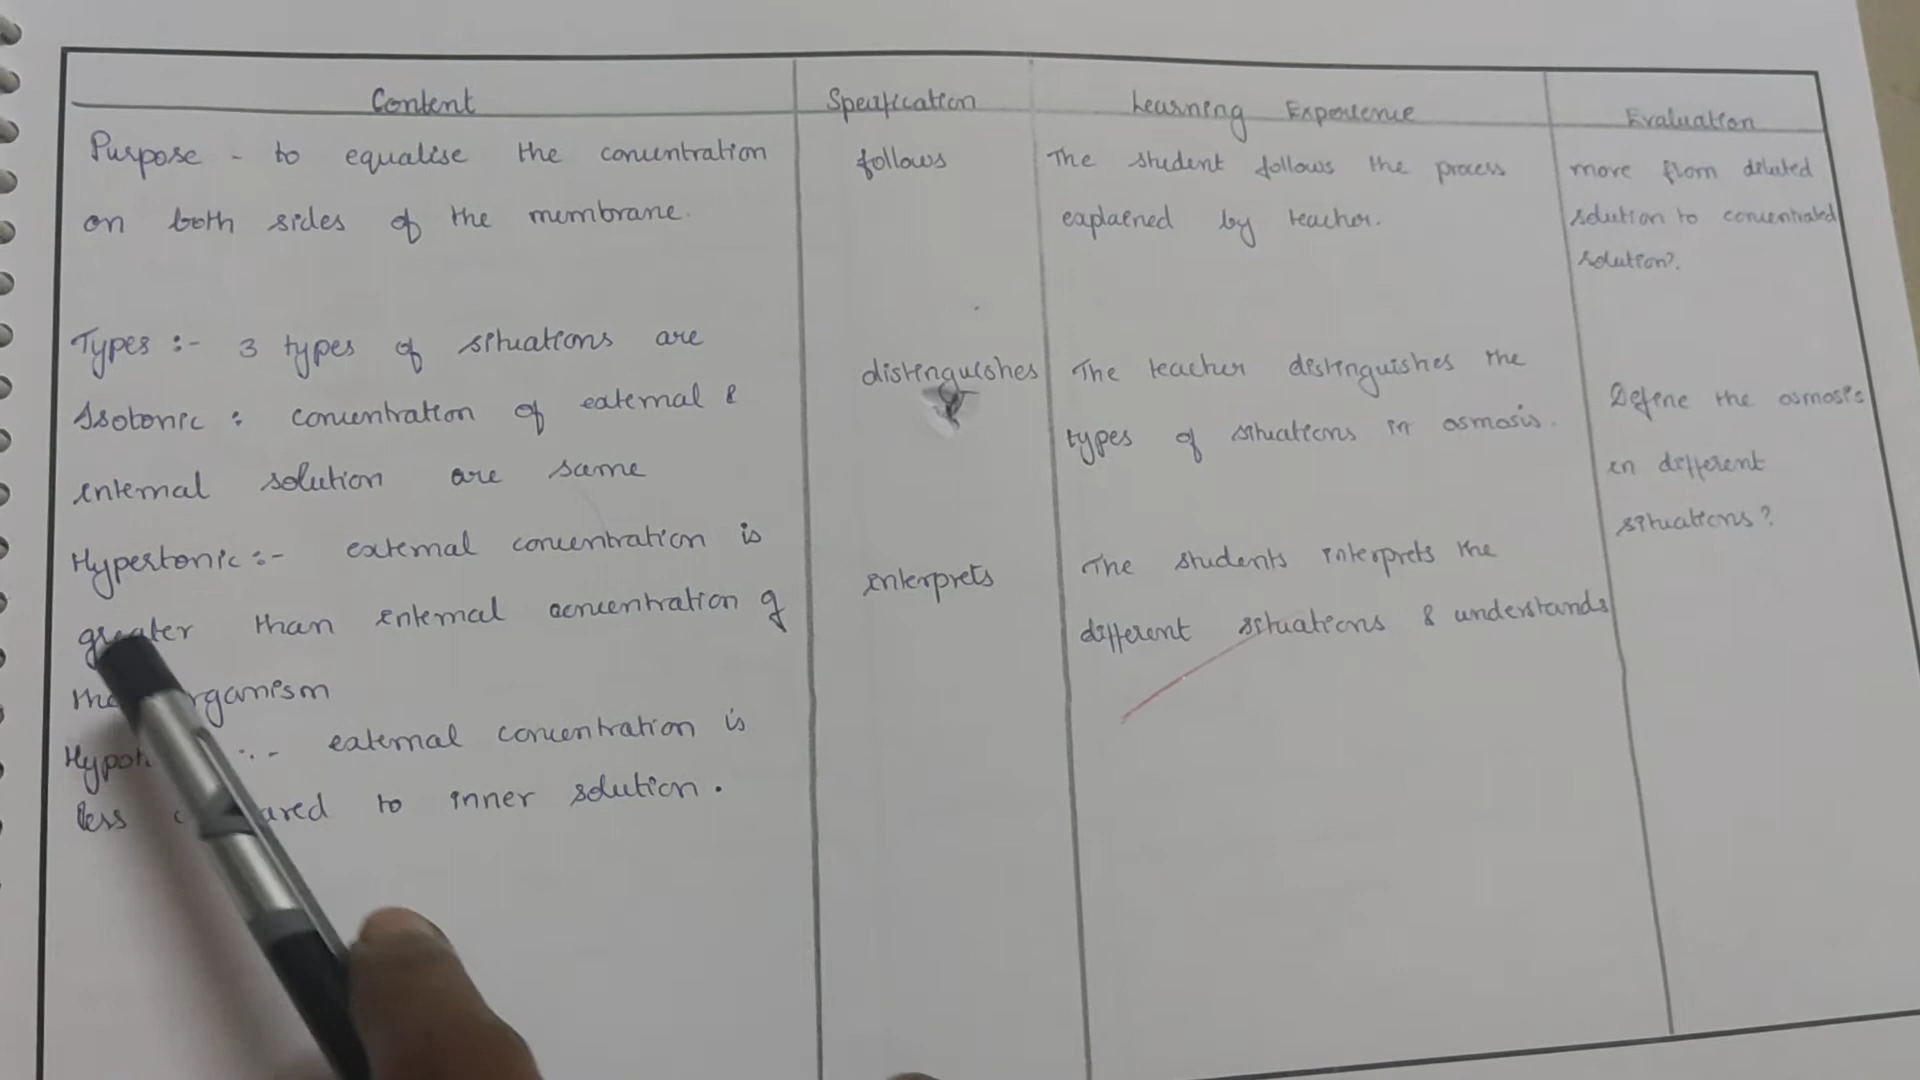 Content
Specification
Learning Experience
Evaluation
Purpose - to equalise the concentration
on both sides of the membrane.
Types :- 3 types of situations are
Isotonic : concentration of external &
internal solution are same
Hypertonic :- external concentration is
greater than internal concentration of
organism
:- external concentration is
less to inner solution.
follows
distinguishes
interprets
The student follows the process
explained by teacher.
The teacher distinguishes the
types of situations in osmosis.
The students interprets the
different situations & understands
more from diluted
solution to concentrated
solution?
Define the osmosis
in different
situations?